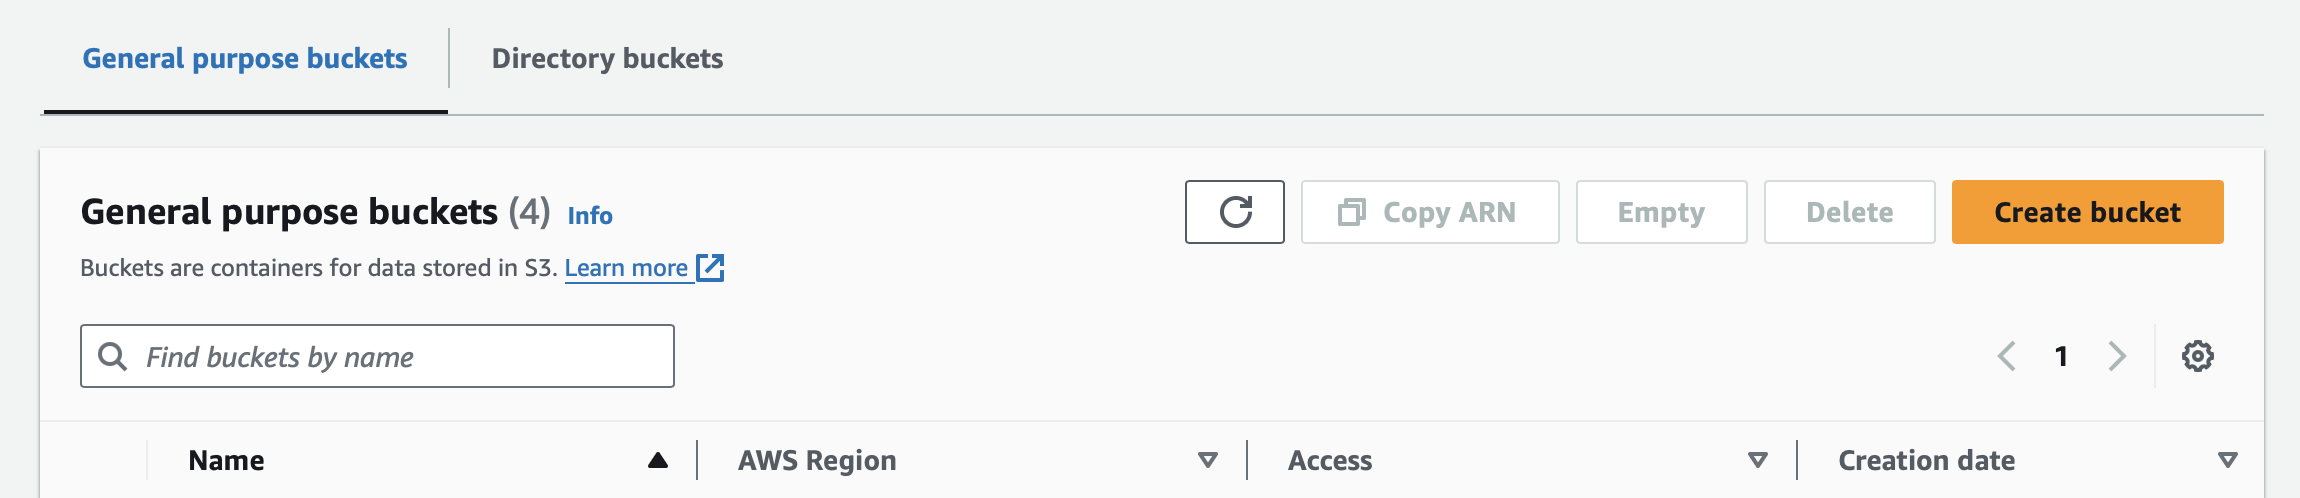 General purpose buckets
Directory buckets
General purpose buckets (4) Info
Copy ARN
Empty
Delete
Create bucket
Buckets are containers for data stored in S3. Learn more
Find buckets by name
1
Name
AWS Region
Access
Creation date